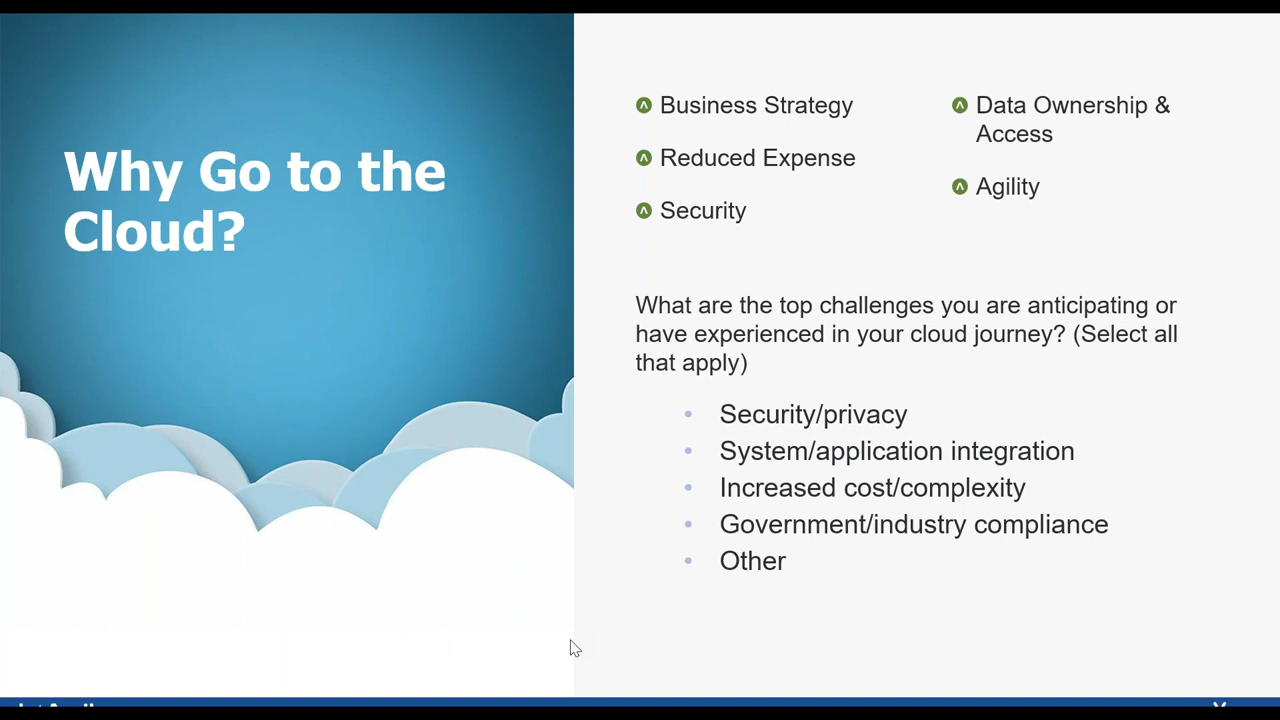 Why Go to the
Cloud?
Business Strategy
Reduced Expense
Security
Data Ownership &
Access
Agility
What are the top challenges you are anticipating or
have experienced in your cloud journey? (Select all
that apply)
Security/privacy
System/application integration
Increased cost/complexity
Government/industry compliance
Other